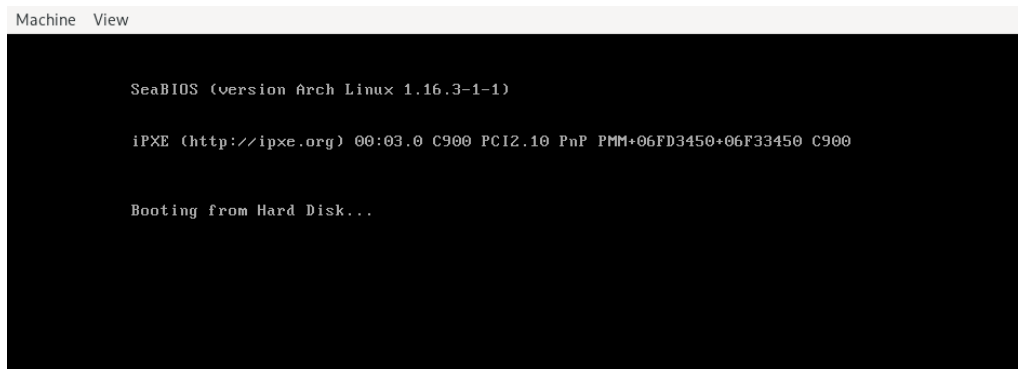 Machine View
SeaBIOS (version Arch Linux 1.16.3-1-1)
iPXE (http://ipxe.org) 00:03.0 C900 PCI2.10 PnP PMM+06FD3450+06F33450 C900
Booting from Hard Disk...